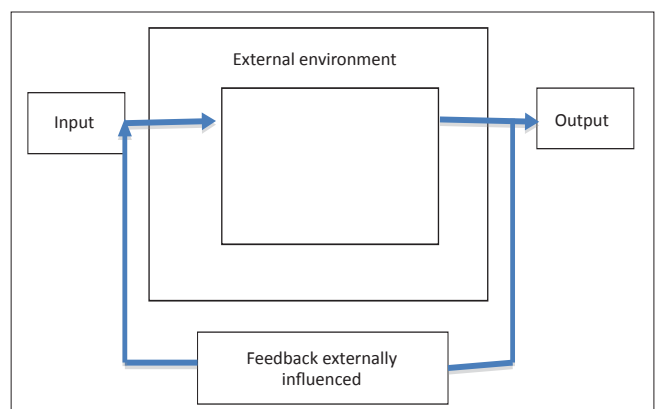 External environment
Input
Output
Feedback externally
influenced